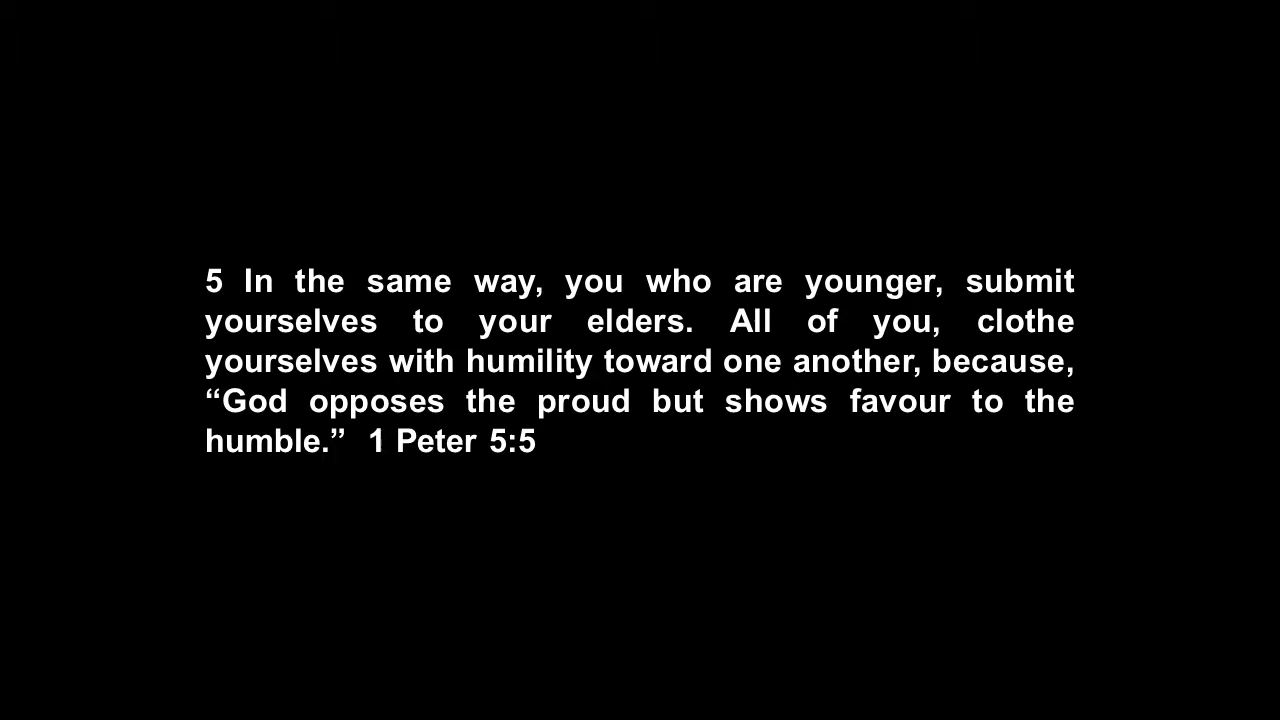 5 In the same way, you who are younger, submit
yourselves to your elders. All of you, clothe
yourselves with humility toward one another, because,
“God opposes the proud but shows favour to the
humble.”  1 Peter 5:5